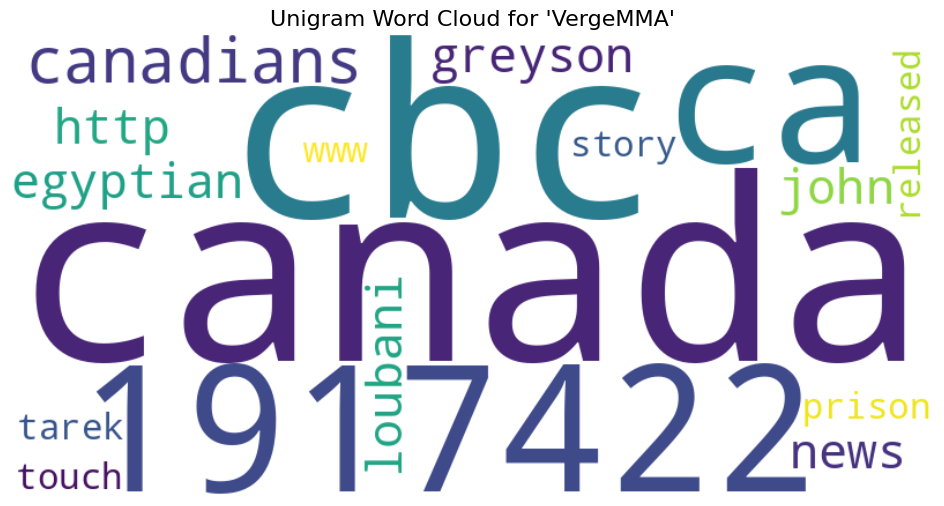 Unigram Word Cloud for 'VergeMMA'
canadians
greyson
cbc
ca
released
http
www
story
egyptian
john
canada
loubani
1917422
tarek
prison
touch
news